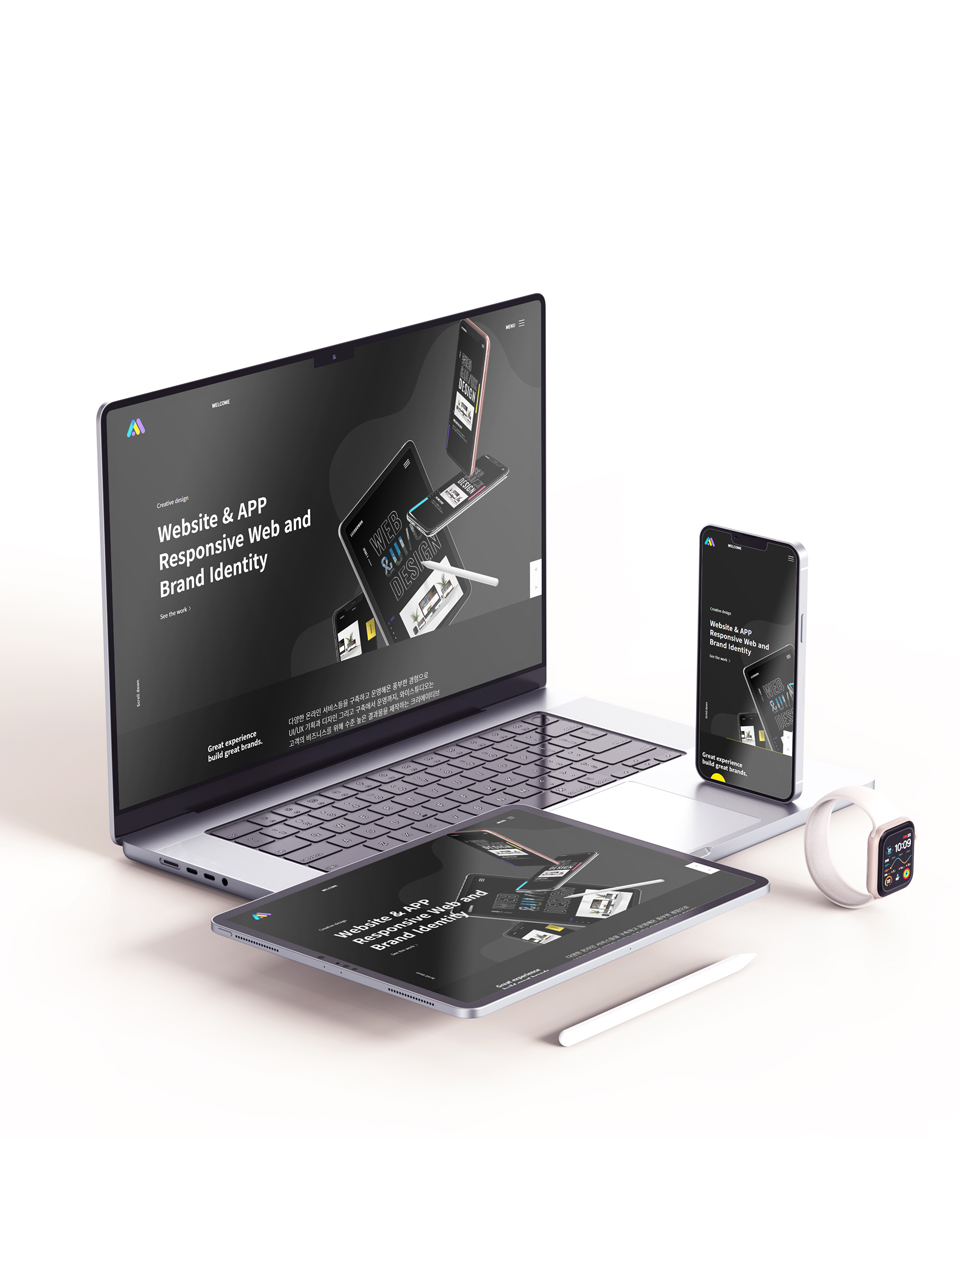 MENU
WELCOME
Creative design
Website & APP
Responsive Web and
Brand Identity
See the work
Scroll down
WEB
& UI/
DESIGN
DESIGN
DESIGN
다양한 온라인 서비스들을 구축하고 운영해온 풍부한 경험으로
UI/UX 기획과 디자인 그리고 구축에서 운영까지, 와이스튜디오는
고객의 비즈니스를 위해 수준 높은 결과물을 제작하는 크리에이티브
Great experience
build great brands.
WELCOME
Creative design
Website & APP
Responsive Web and
Brand Identity
See the work
WEB
DESIGN
Great experience
build great brands.
10:09
Website & APP
Responsive Web and
Brand Identity
See the work
Great experience